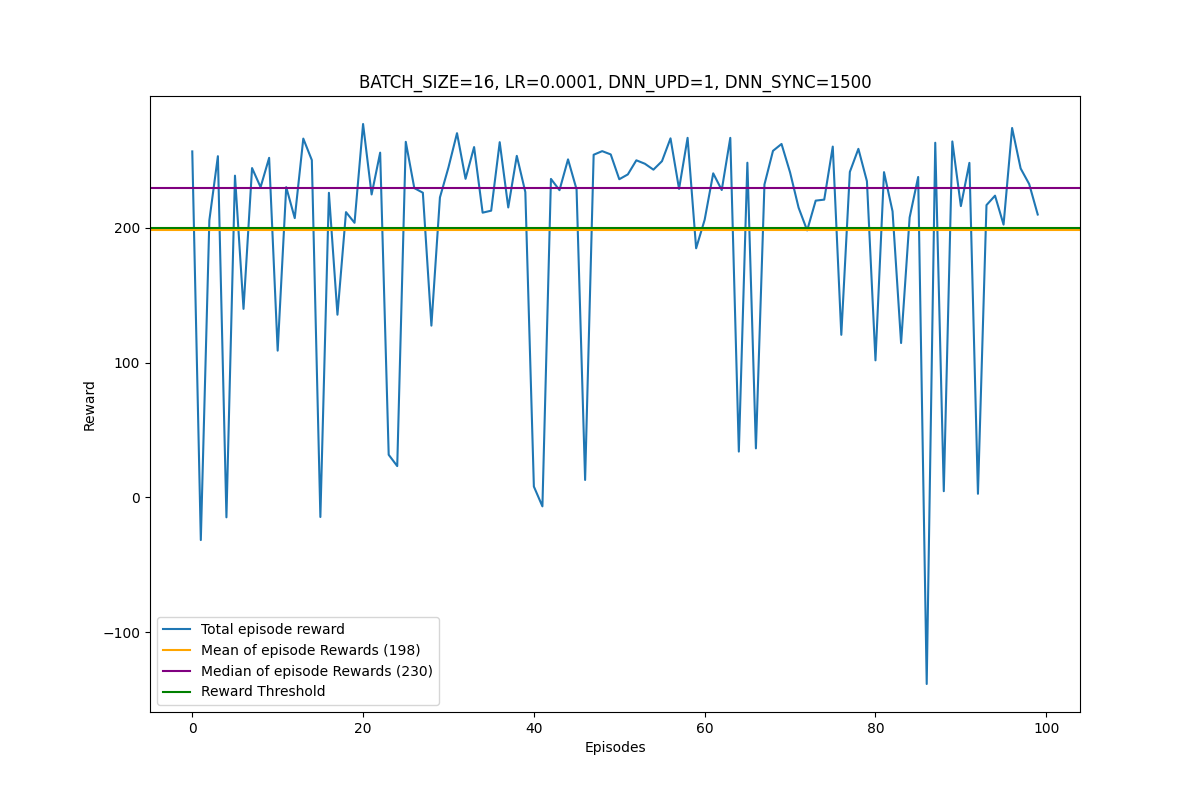 BATCH_SIZE=16, LR=0.0001, DNN_UPD=1, DNN_SYNC=1500
200
100
0
−100
Reward
Total episode reward
Mean of episode Rewards (198)
Median of episode Rewards (230)
Reward Threshold
0 20 40 60 80 100
Episodes